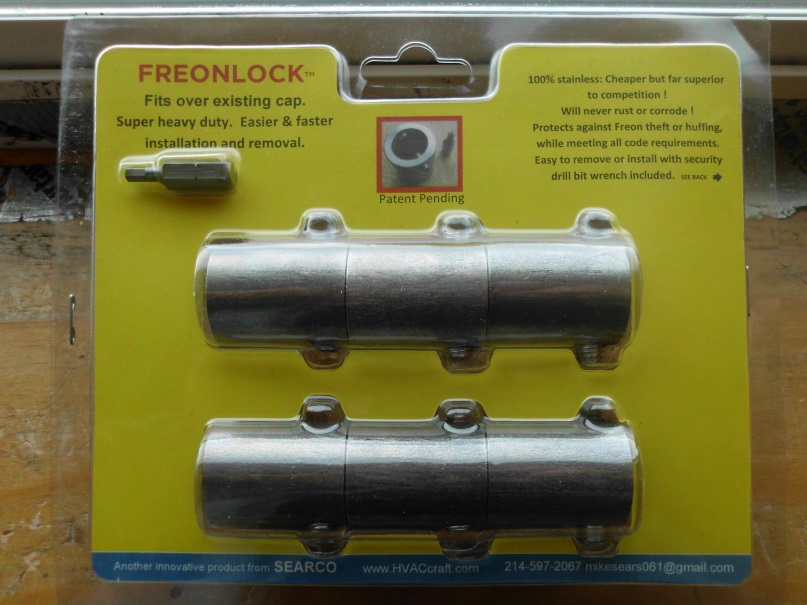 FREONLOCK™
Fits over existing cap.
Super heavy duty. Easier & faster
installation and removal.
Patent Pending
100% stainless: Cheaper but far superior
to competition !
Will never rust or corrode !
Protects against Freon theft or huffing,
while meeting all code requirements.
Easy to remove or install with security
drill bit wrench included. SEE BACK
Another innovative product from SEARCO www.HVACcraft.com 214-597-2067 mikesears061@gmail.com